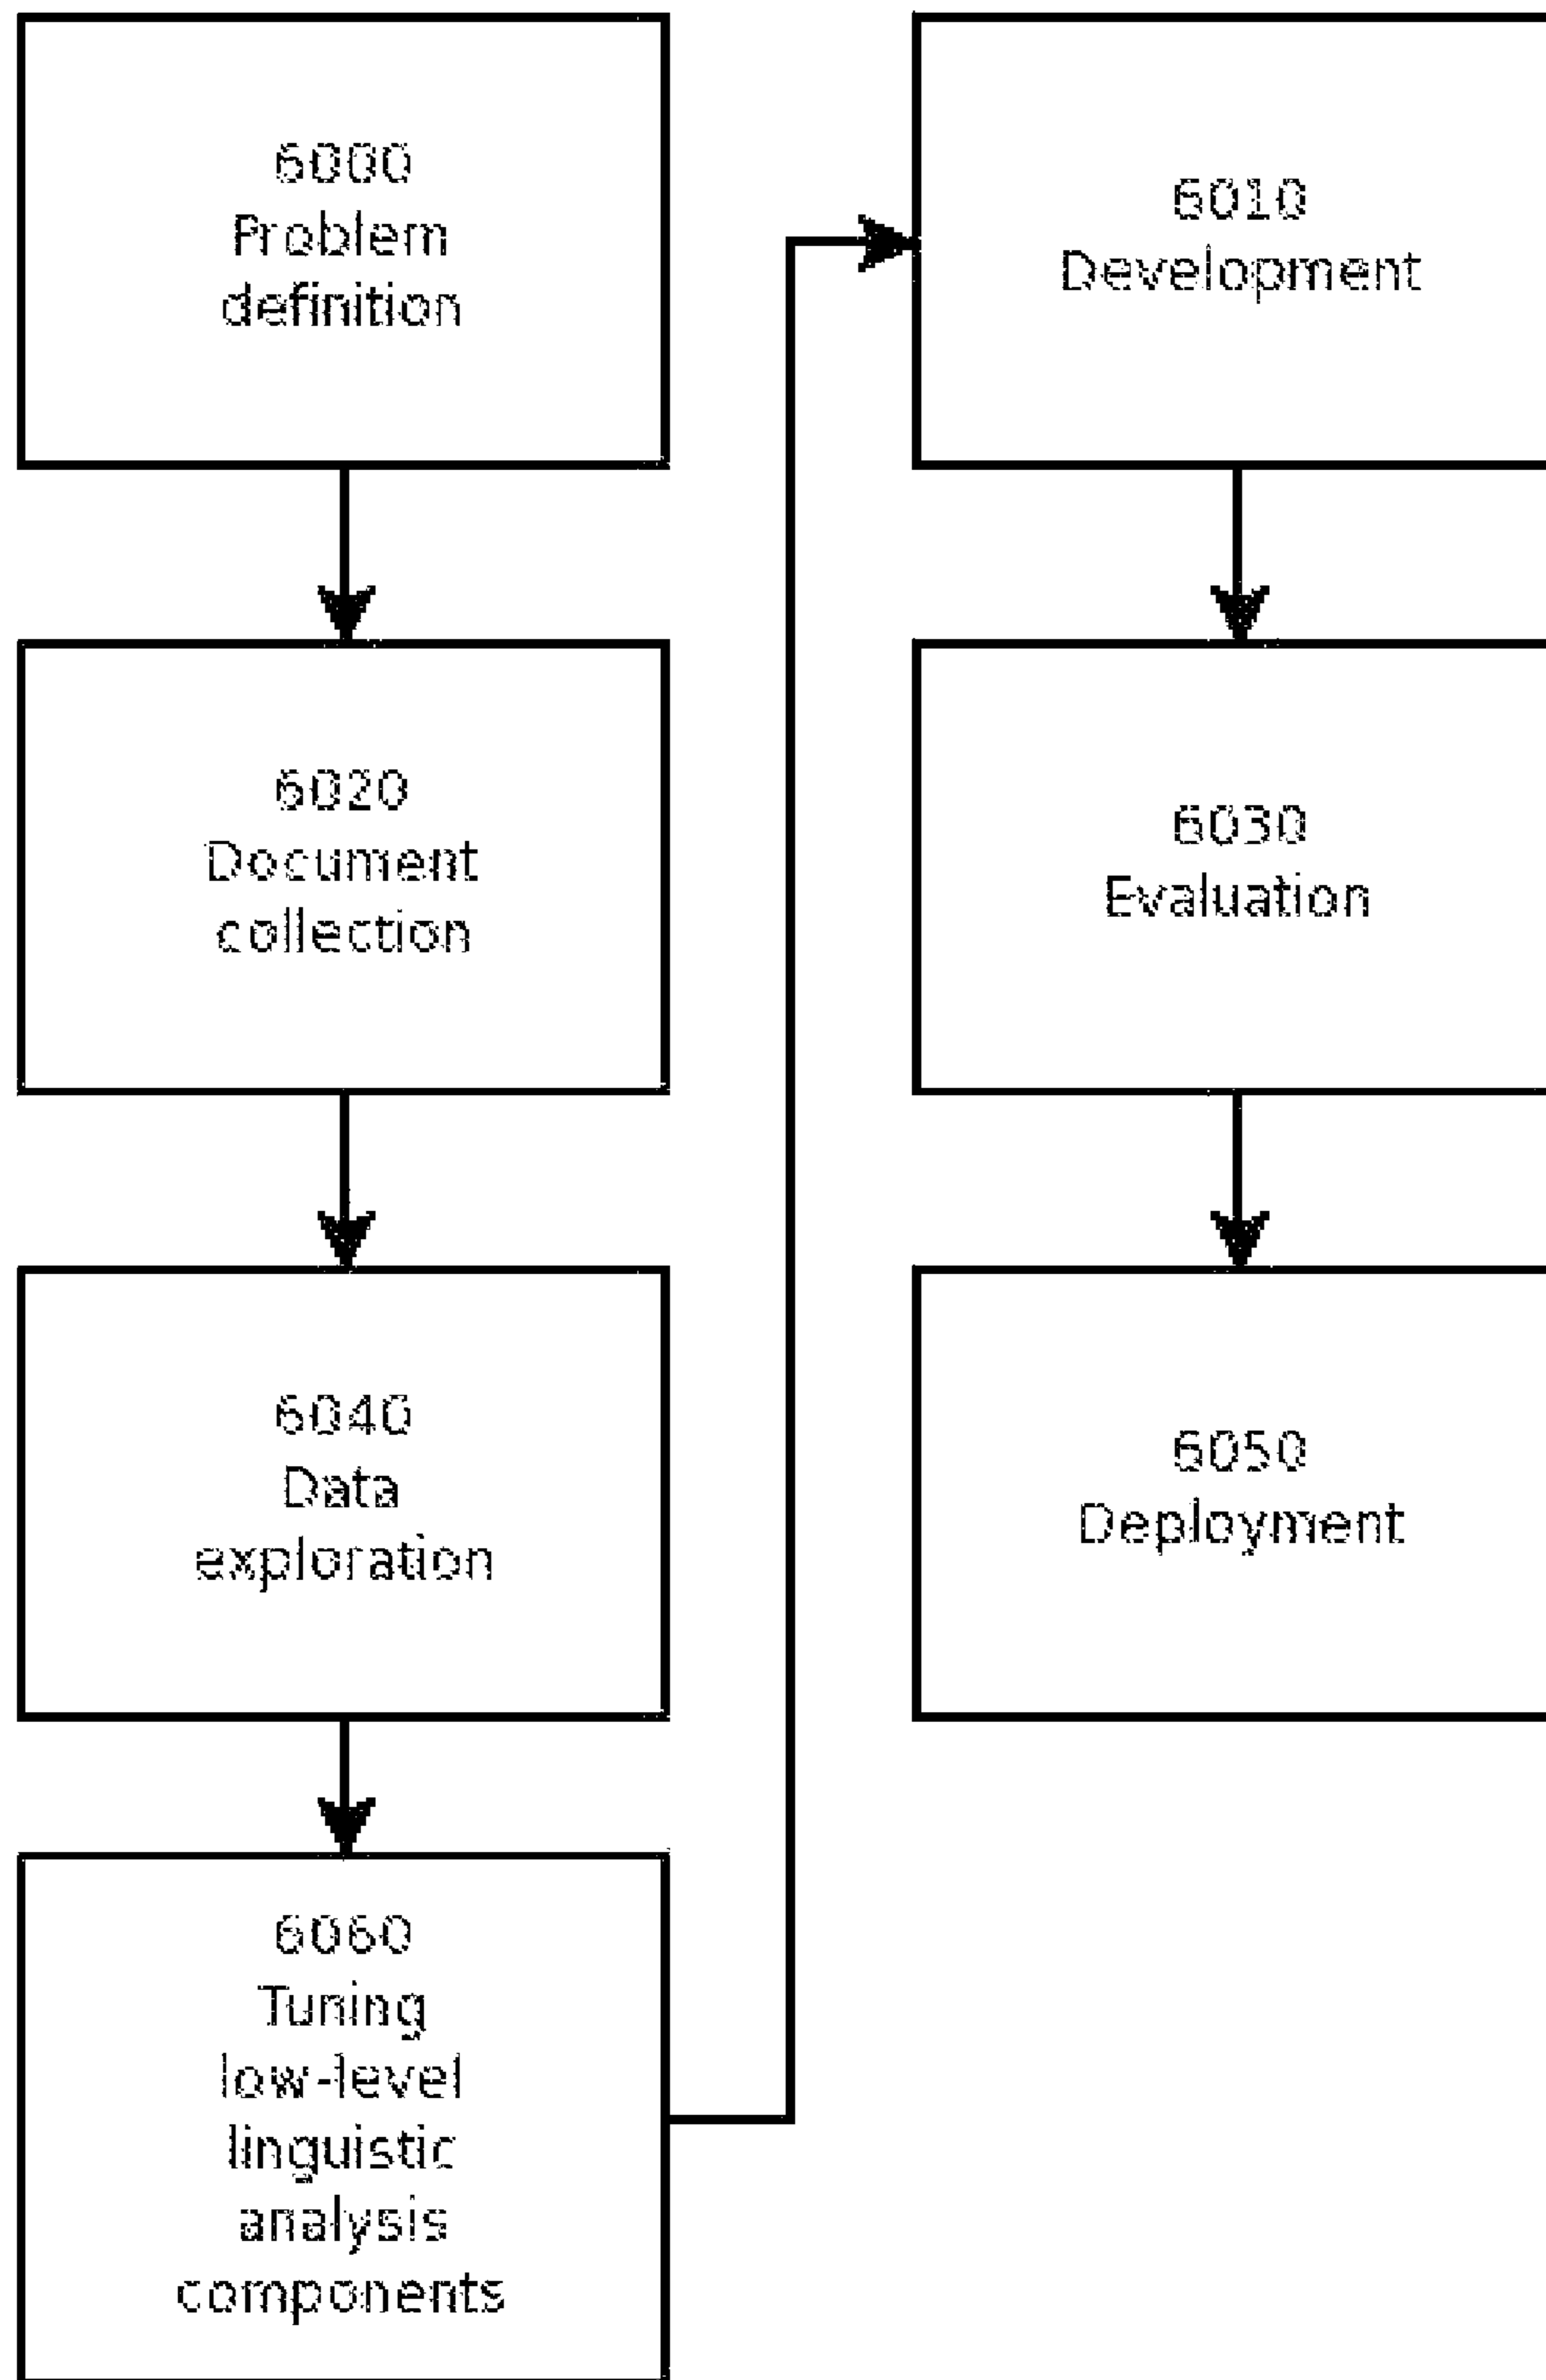 6000
Problem
definition
6020
Document
collection
6040
Data
exploration
6060
Tuning
low-level
linguistic
analysis
components
6010
Development
6030
Evaluation
6050
Deployment